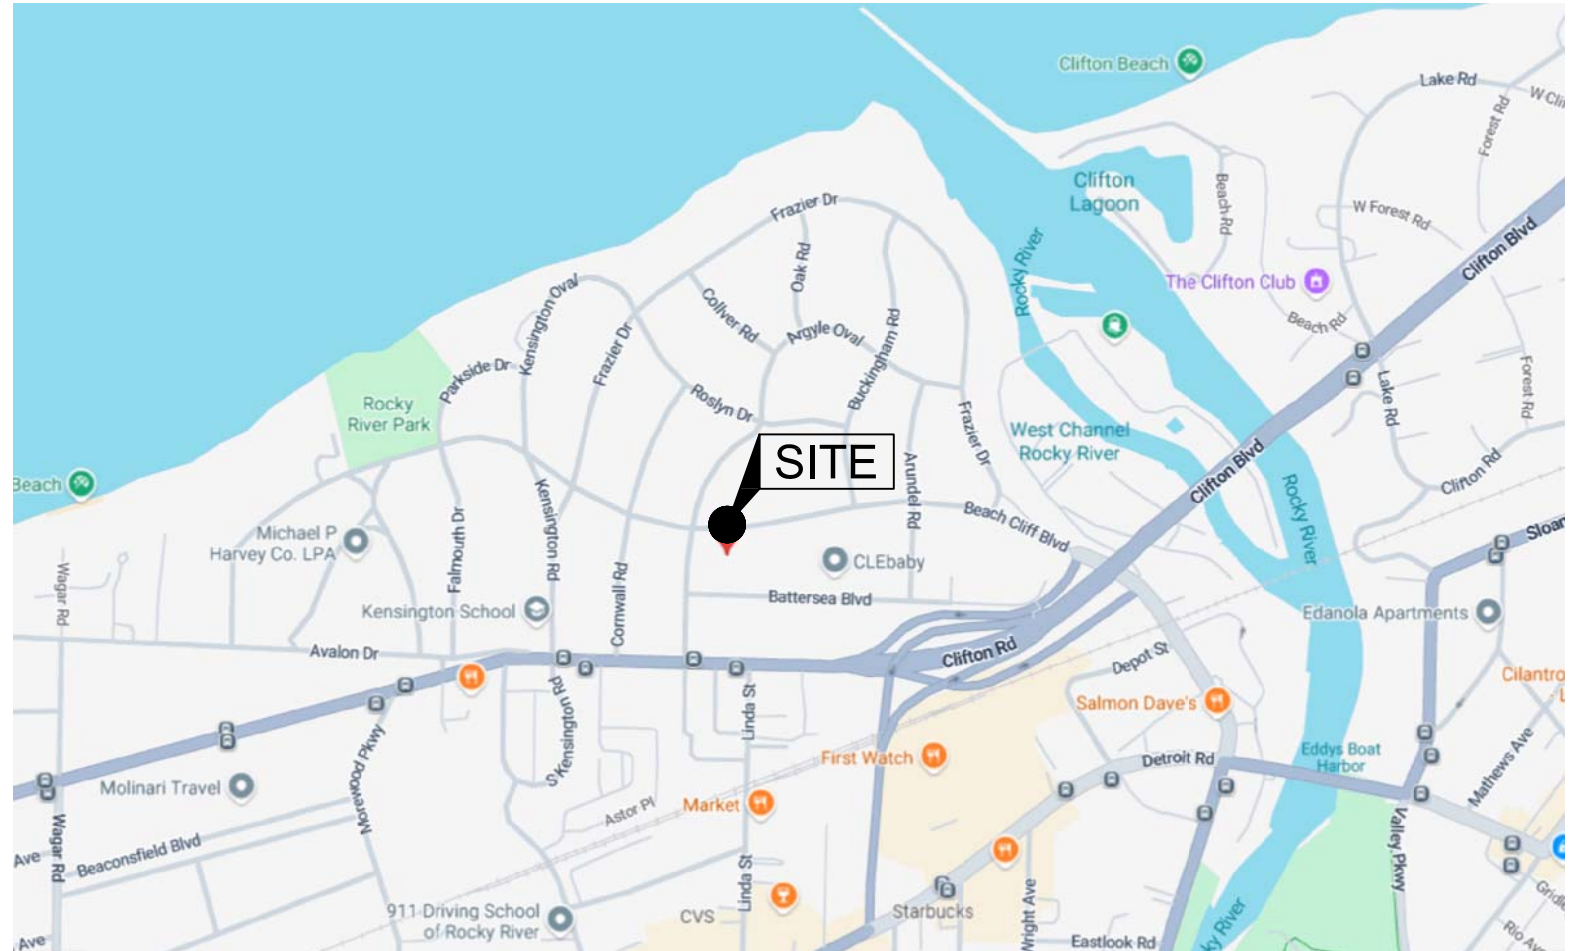 Clifton Beach
Lake Rd
Forest Rd
Clifton
Lagoon
Beach Rd
W Forest Rd
Clifton Blvd
Frazier Dr
Oak Rd
Rocky River
The Clifton Club
Beach Rd
Kensington Oval
Collver Rd
Argyle Oval
Buckingham Rd
Frazier Dr
Parkside Dr
Lake Rd
Forest Rd
Rocky
River Park
Roslyn Dr
Frazier Dr
West Channel
Rocky River
Clifton Blvd
SITE
Beach
Arundel Rd
Clifton Rd
Rocky River
Kensington Rd
Falmouth Dr
Beach Cliff Blvd
Michael P
Harvey Co. LPA
CLEbaby
Wagar Rd
Cornwall Rd
Battersea Blvd
Kensington School
Edanola Apartments
Avalon Dr
Clifton Rd
Depot St
Cilantro
S Kensington Rd
Linda St
Salmon Dave's
First Watch
Detroit Rd
Eddys Boat
Harbor
Mathews Ave
Molinari Travel
Morewood Pkwy
Market
Astor Pl
Valley Pkwy
Wagar Rd
Beaconsfield Blvd
Ave
Linda St
911 Driving School
of Rocky River
CVS
Starbucks
Wright Ave
Eastlook Rd
Ave